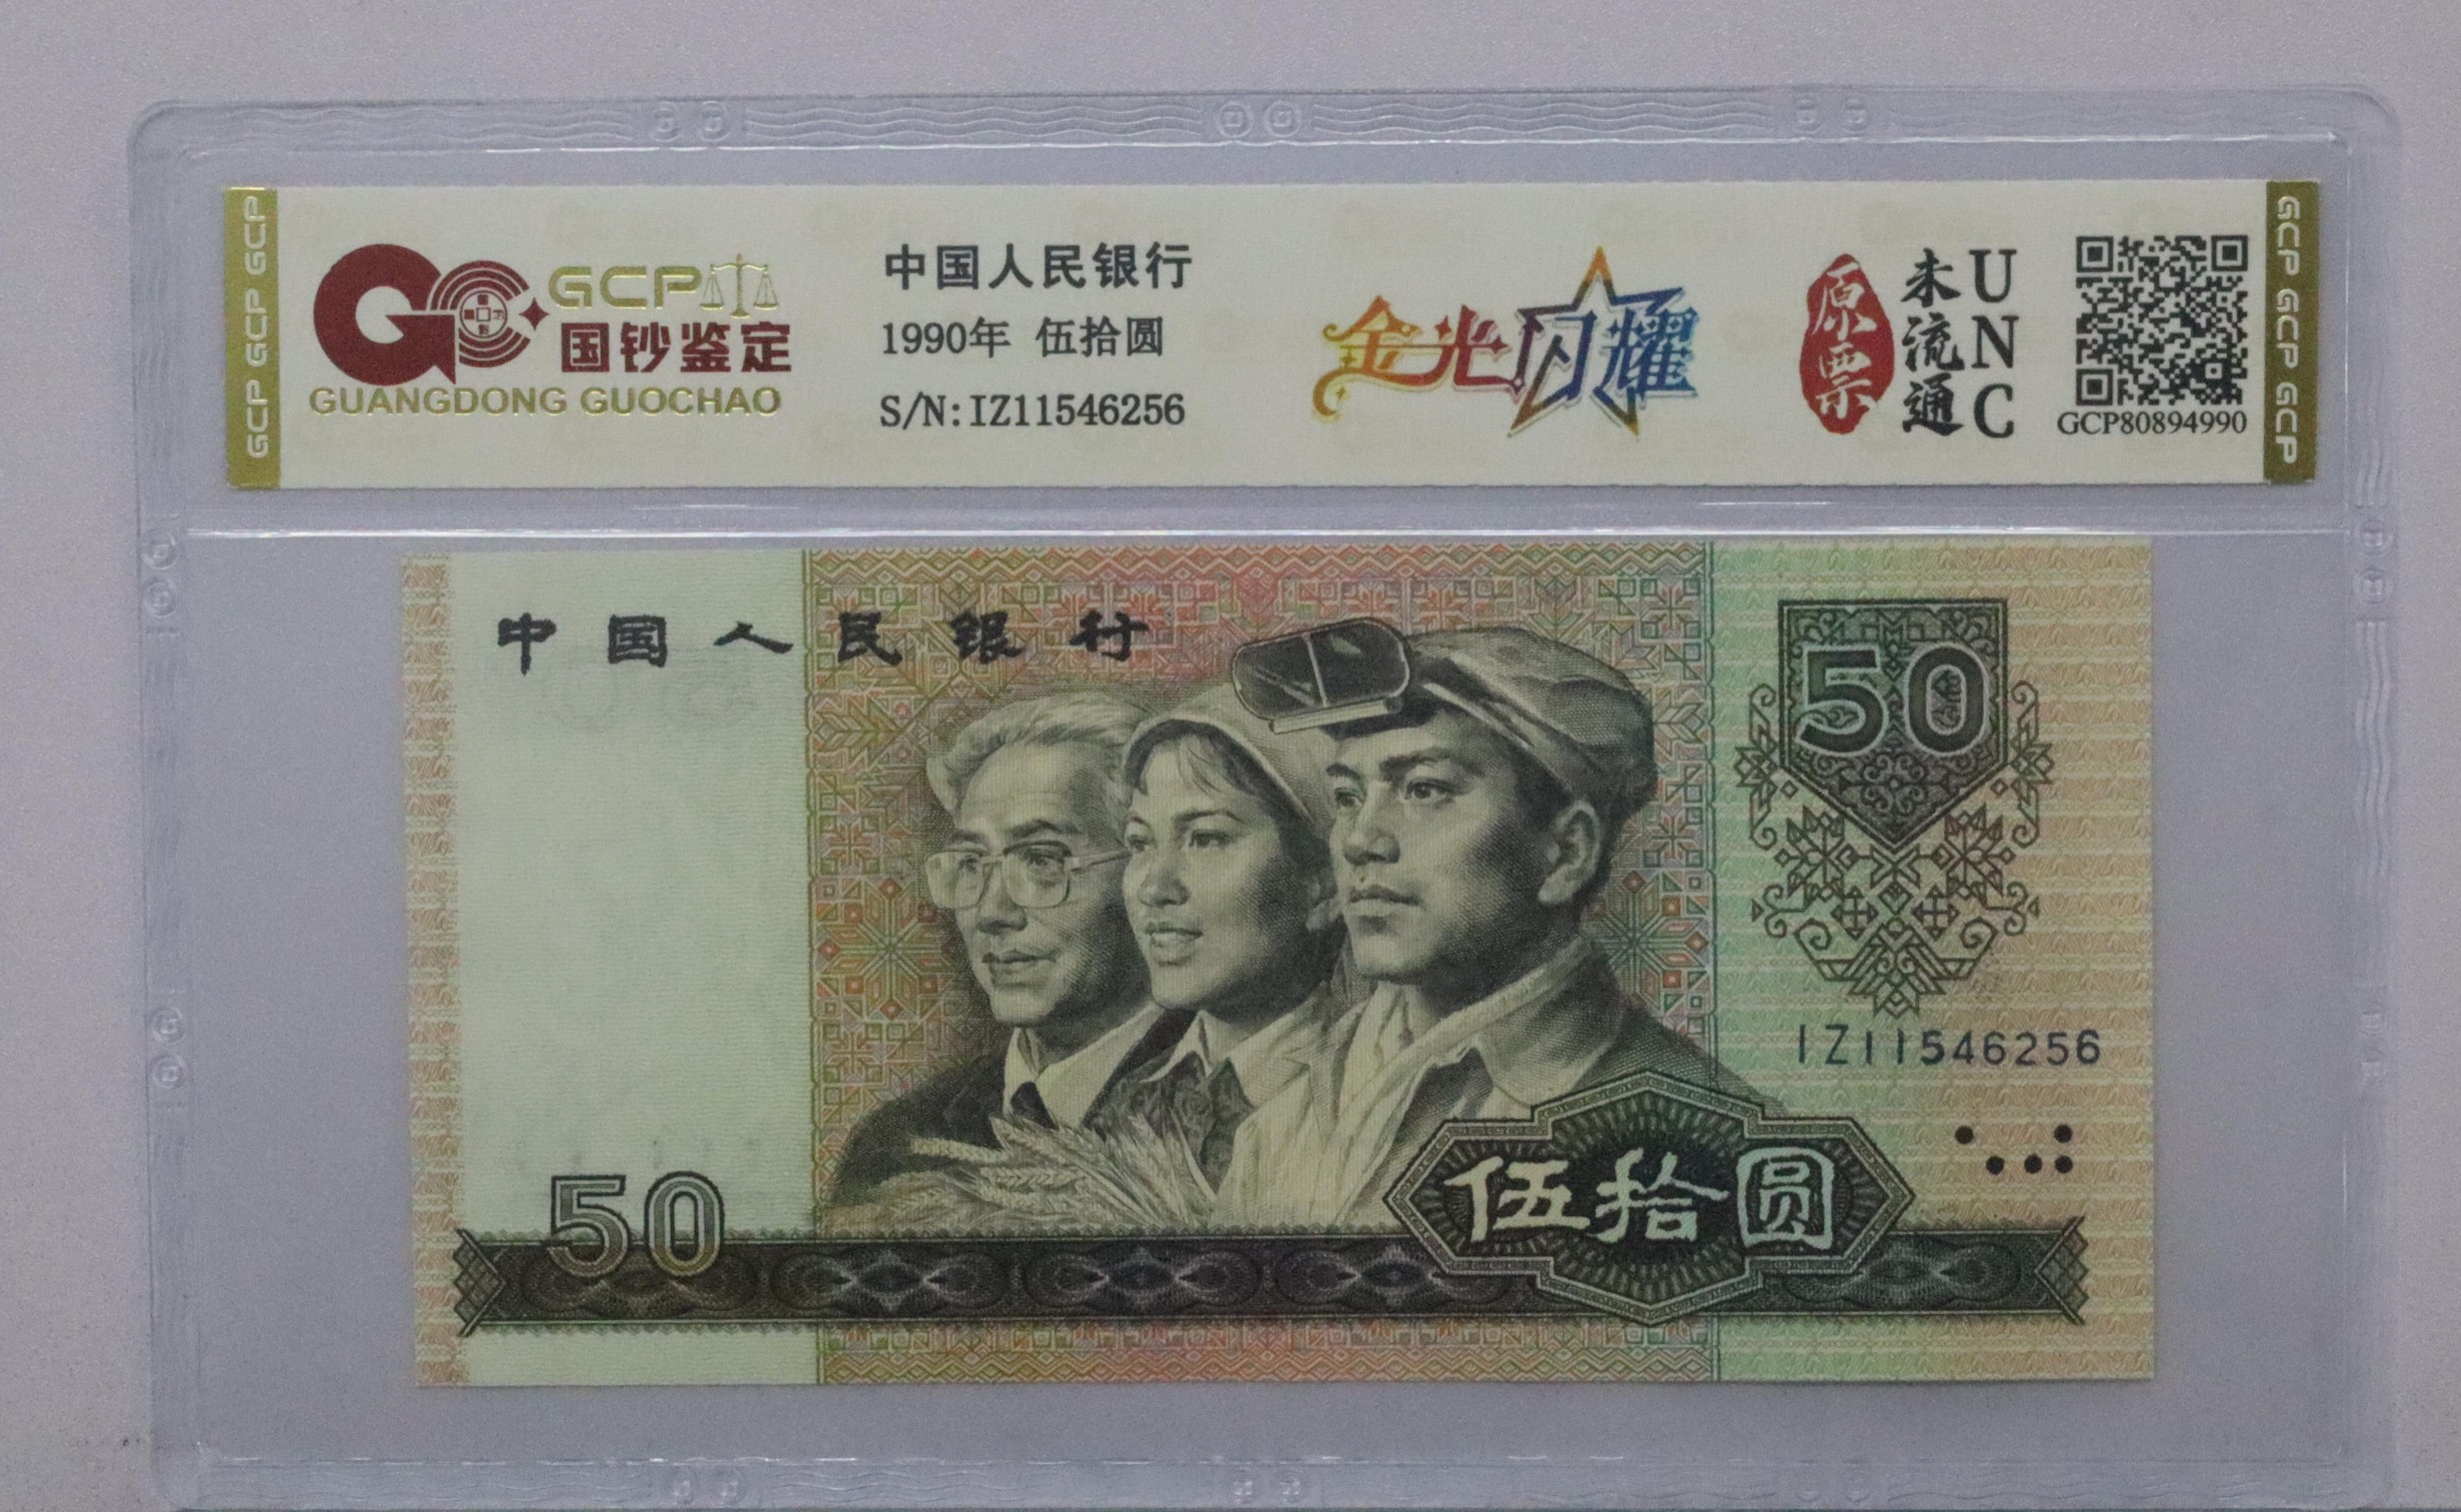 GCP GCP GCP
GCP
国钞鉴定
GUANGDONG GUOCHAO
中国人民银行
1990年 伍拾圆
S/N:IZ11546256
金光闪耀
原票
未流通
UNC
GCP80894990
GCP GCP GCP
中国人民银行
50
IZ11546256
50
伍拾圆